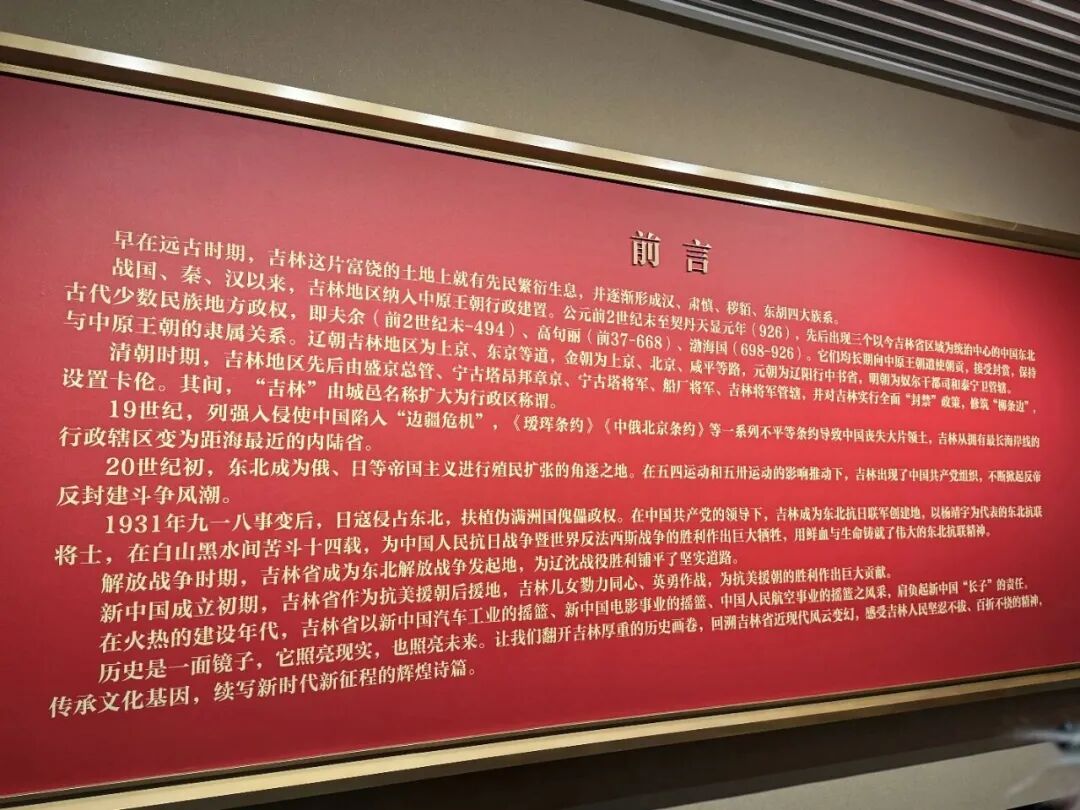 前言
早在远古时期，吉林这片富饶的土地上就有先民繁衍生息，并逐渐形成汉、肃慎、秽貊、东胡四大族系。
战国、秦、汉以来，吉林地区纳入中原王朝行政建置。公元前2世纪末至契丹天显元年（926），先后出现三个以今吉林省区域为统治中心的中国东北
古代少数民族地方政权，即夫余（前2世纪末-494）、高句丽（前37-668）、渤海国（698-926）。它们均长期向中原王朝遣使朝贡，接受封赏，保持
与中原王朝的隶属关系。辽朝吉林地区为上京、东京等道，金朝为上京、北京、咸平等路，元朝为辽阳行中书省，明朝为奴尔干都司和泰宁卫管辖。
清朝时期，吉林地区先后由盛京总管、宁古塔昂邦章京、宁古塔将军、船厂将军、吉林将军管辖，并对吉林实行全面“封禁”政策，修筑“柳条边”，
设置卡伦。其间，“吉林”由城邑名称扩大为行政区称谓。
19世纪，列强入侵使中国陷入“边疆危机”，《瑷珲条约》《中俄北京条约》等一系列不平等条约导致中国丧失大片领土，吉林从拥有最长海岸线的
行政辖区变为距海最近的内陆省。
20世纪初，东北成为俄、日等帝国主义进行殖民扩张的角逐之地。在五四运动和五卅运动的影响推动下，吉林出现了中国共产党组织，不断掀起反帝
反封建斗争风潮。
1931年九一八事变后，日寇侵占东北，扶植伪满洲国傀儡政权。在中国共产党的领导下，吉林成为东北抗日联军创建地，以杨靖宇为代表的东北抗联
将士，在白山黑水间苦斗十四载，为中国人民抗日战争暨世界反法西斯战争的胜利作出巨大牺牲，用鲜血与生命铸就了伟大的东北抗联精神。
解放战争时期，吉林省成为东北解放战争发起地，为辽沈战役胜利铺平了坚实道路。
新中国成立初期，吉林省作为抗美援朝后援地，吉林儿女勠力同心、英勇作战，为抗美援朝的胜利作出巨大贡献。
在火热的建设年代，吉林省以新中国汽车工业的摇篮、新中国电影事业的摇篮、中国人民航空事业的摇篮之风采，肩负起新中国“长子”的责任。
历史是一面镜子，它照亮现实，也照亮未来。让我们翻开吉林厚重的历史画卷，回溯吉林省近现代风云变幻，感受吉林人民坚忍不拔、百折不挠的精神，
传承文化基因，续写新时代新征程的辉煌诗篇。